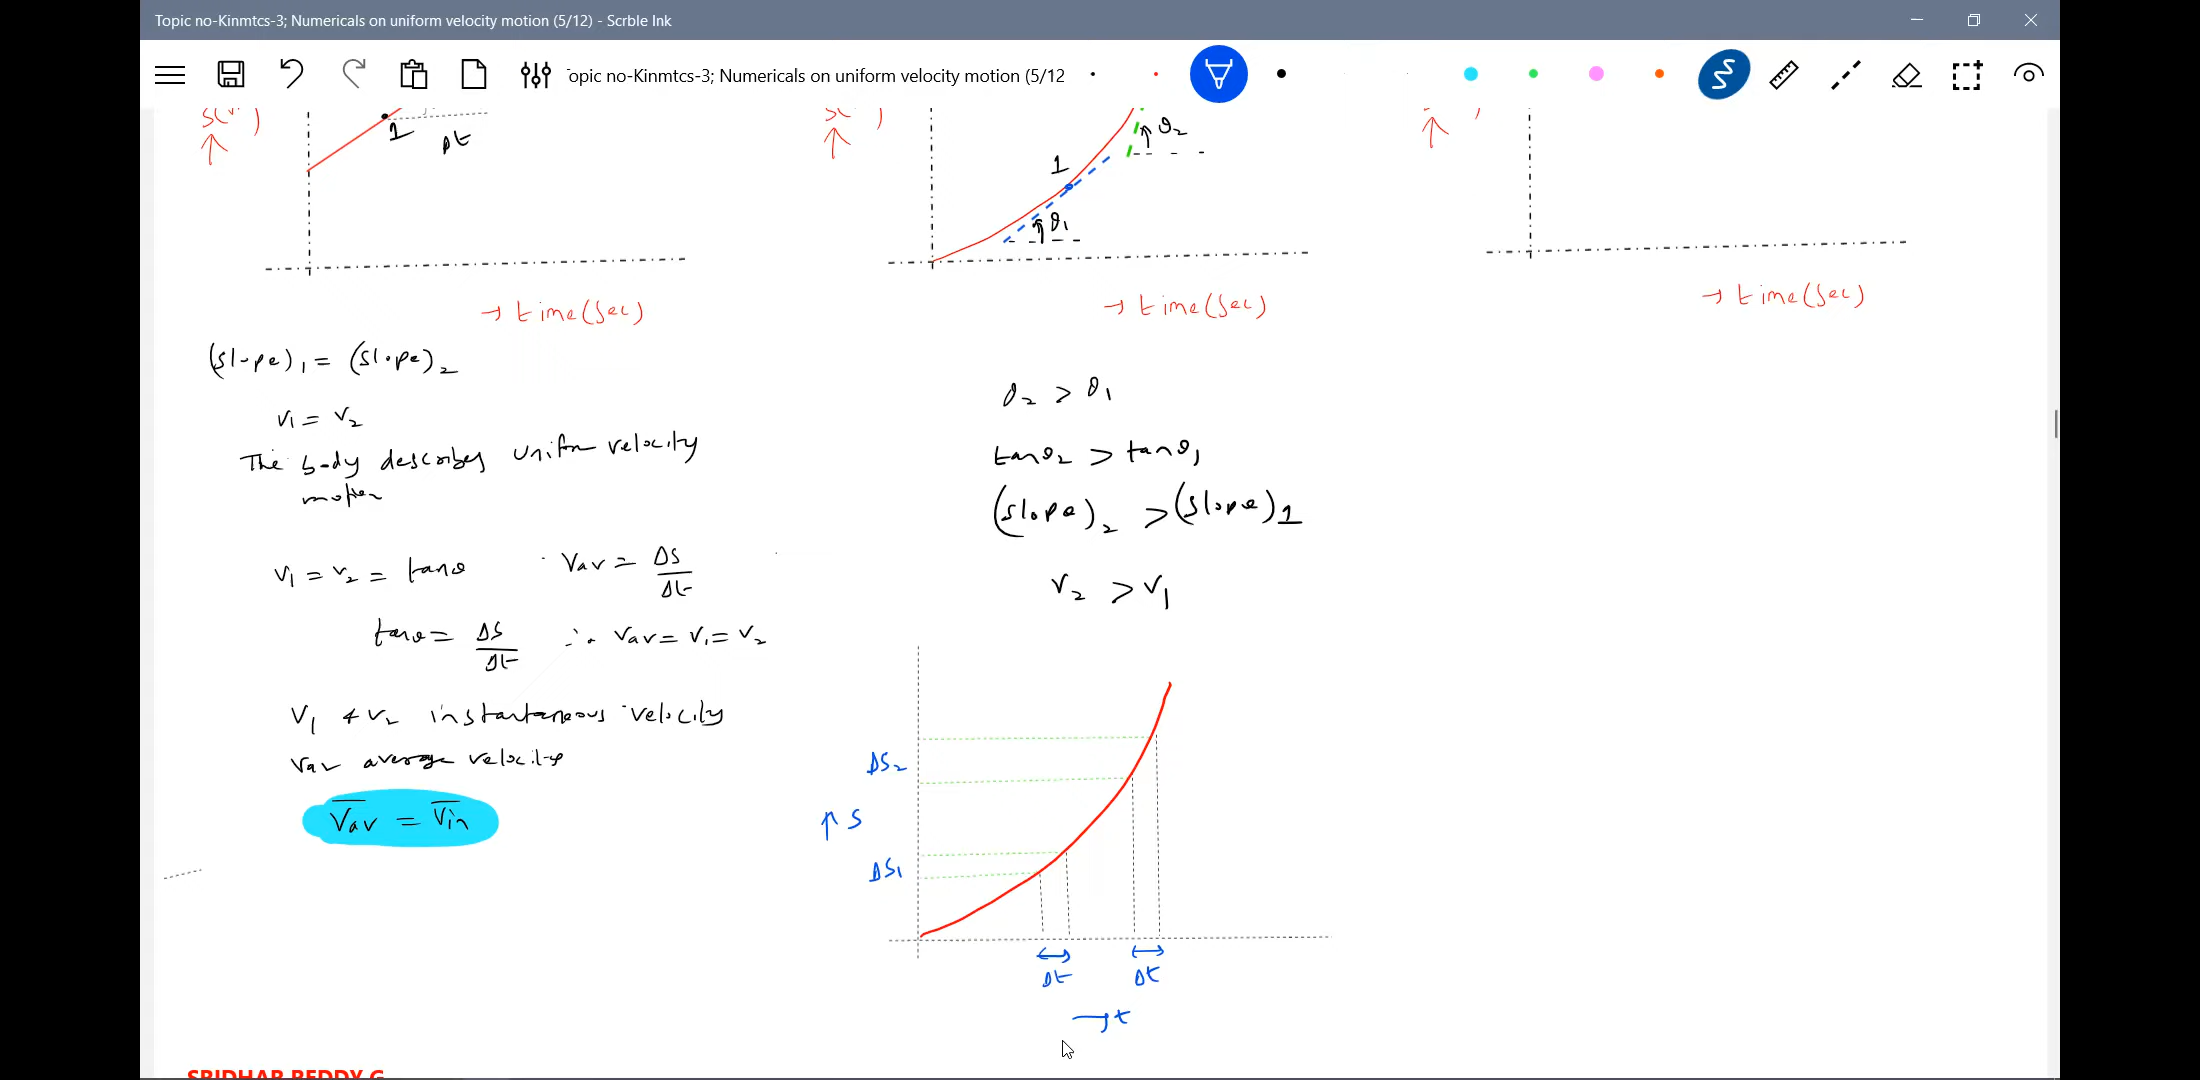 Topic no-Kinmtcs-3; Numericals on uniform velocity motion (5/12) - Scrble Ink
opic no-Kinmtcs-3; Numericals on uniform velocity motion (5/12
1
Δt
→ time(sec)
(slope)₁ = (slope)₂
v₁ = v₂
The body describes uniform velocity
motion
v₁ = v₂ = tanθ
Vav = ΔS/Δt
tanθ = ΔS/Δt
∴ Vav = v₁ = v₂
V₁ & v₂ instantaneous velocity
Vav average velocity
V̅av = V̅in
1
θ₂
θ₁
→ time(sec)
θ₂ > θ₁
tanθ₂ > tanθ₁
(slope)₂ > (slope)1
v₂ > v₁
ΔS₂
↑ S
ΔS₁
Δt
Δt
→ t
→ time(sec)
SRIDHAR REDDY G